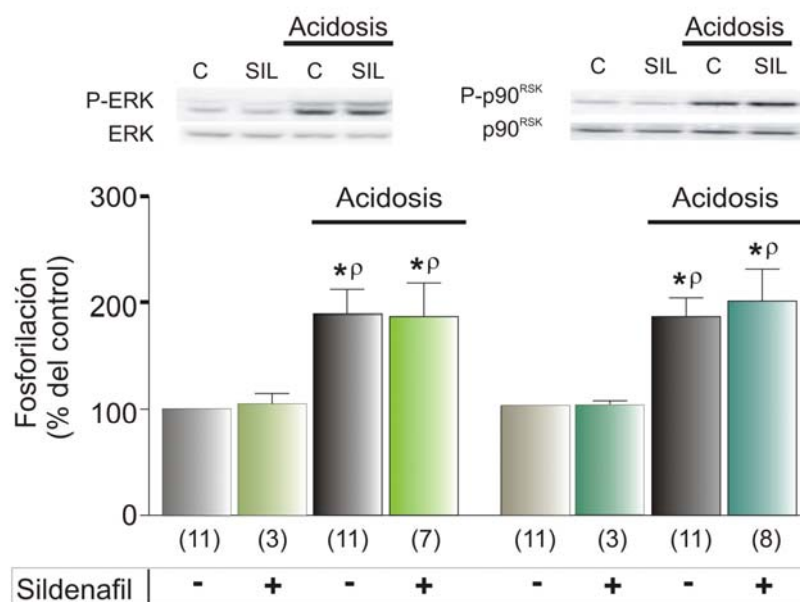 Acidosis
Acidosis
C SIL C SIL
C SIL C SIL
P-ERK
ERK
P-p90RSK
p90RSK
Fosforilación
(% del control)
300
200
100
0
Acidosis
Acidosis
*ρ *ρ *ρ *ρ
(11) (3) (11) (7) (11) (3) (11) (8)
Sildenafil - + - + - + - +